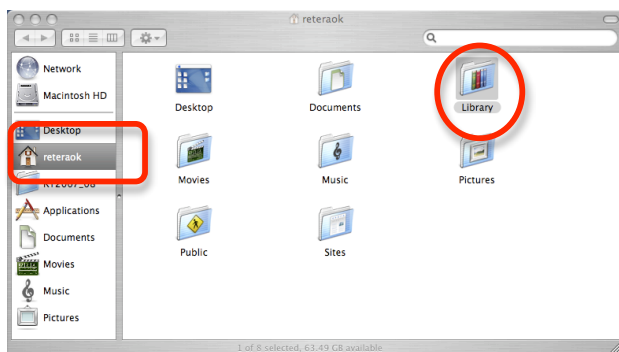 reteraok
Network
Macintosh HD
Desktop
reteraok
KT2007_08
Applications
Documents
Movies
Music
Pictures
Desktop
Documents
Library
Movies
Music
Pictures
Public
Sites
1 of 8 selected, 63.49 GB available